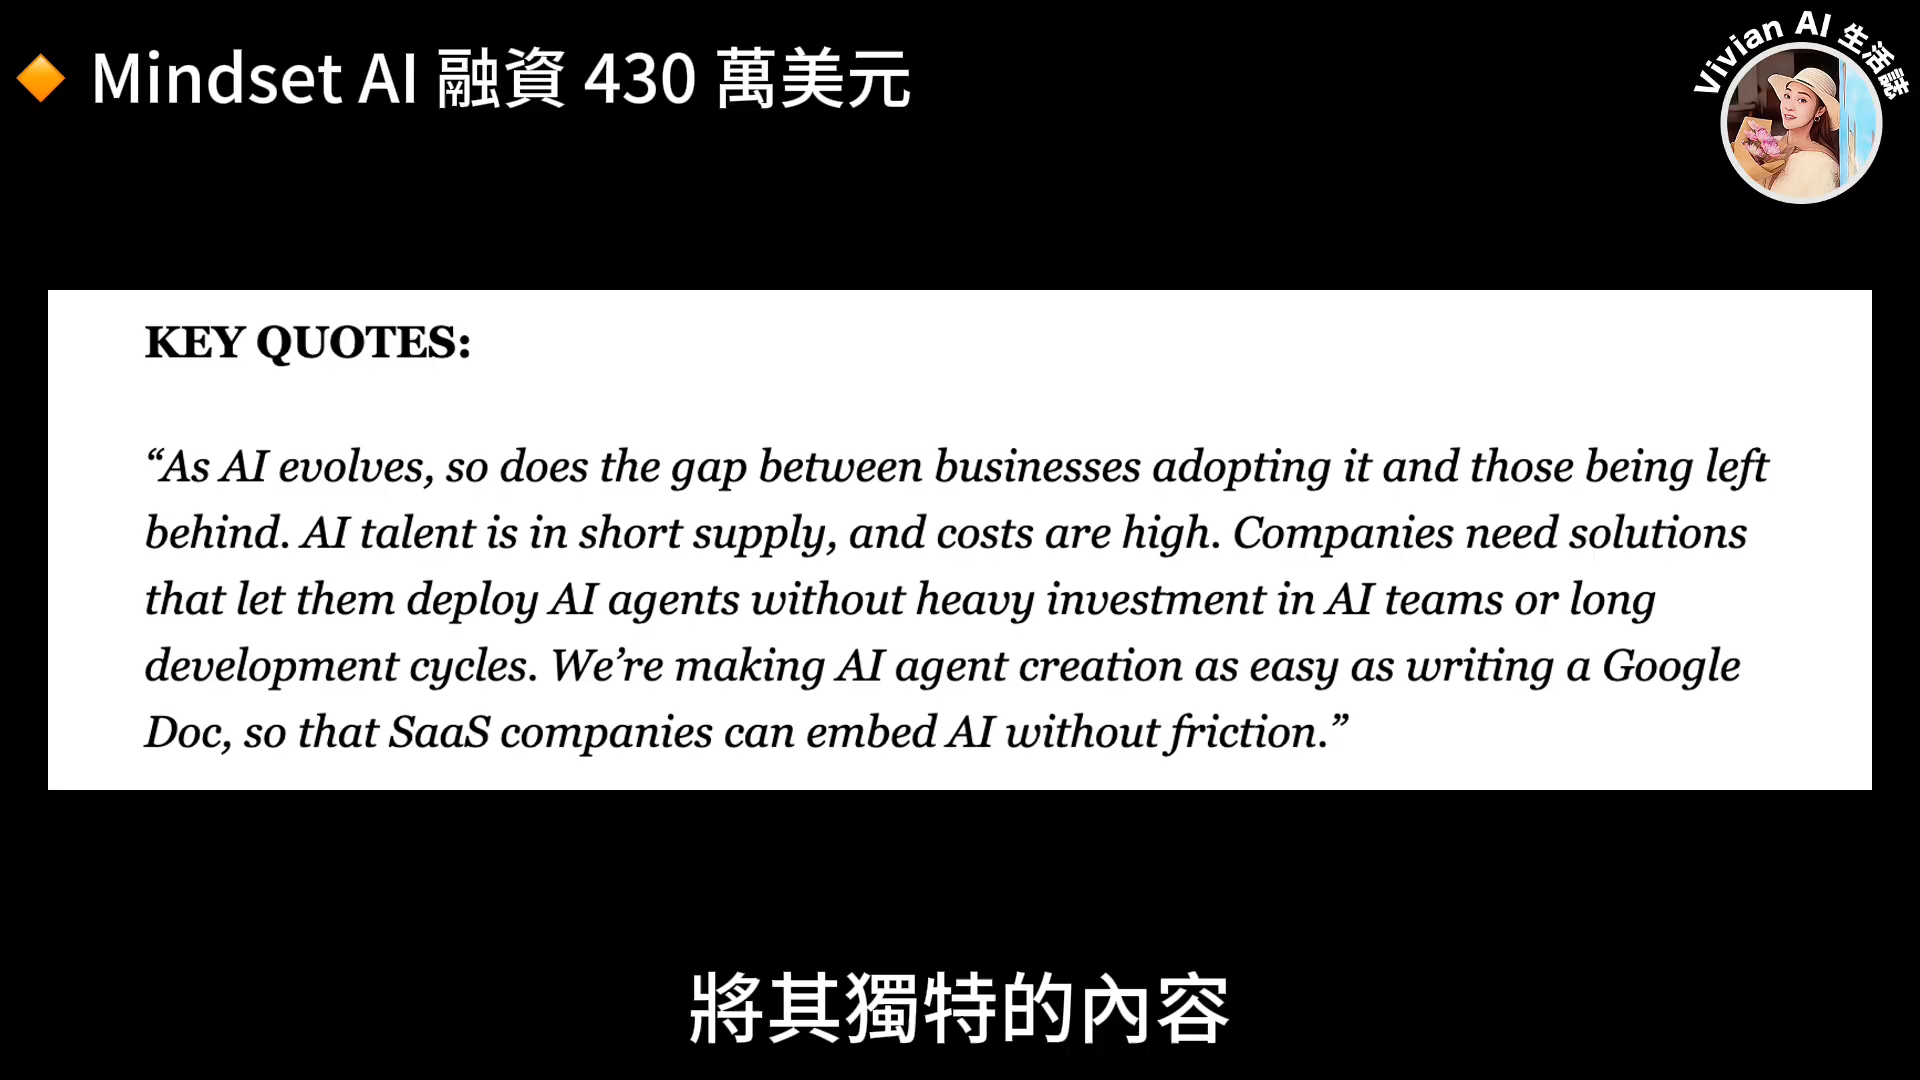 Mindset AI 融資 430 萬美元
Vivian AI 生活誌
KEY QUOTES:
“As AI evolves, so does the gap between businesses adopting it and those being left
behind. AI talent is in short supply, and costs are high. Companies need solutions
that let them deploy AI agents without heavy investment in AI teams or long
development cycles. We’re making AI agent creation as easy as writing a Google
Doc, so that SaaS companies can embed AI without friction.”
將其獨特的內容